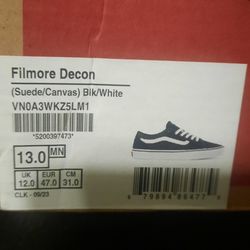 Filmore Decon
(Suede/Canvas) Blk/White
VN0A3WKZ5LM1
*5200397473*
13.0 MN
UK EUR CM
12.0 47.0 31.0
CLK - 09/23